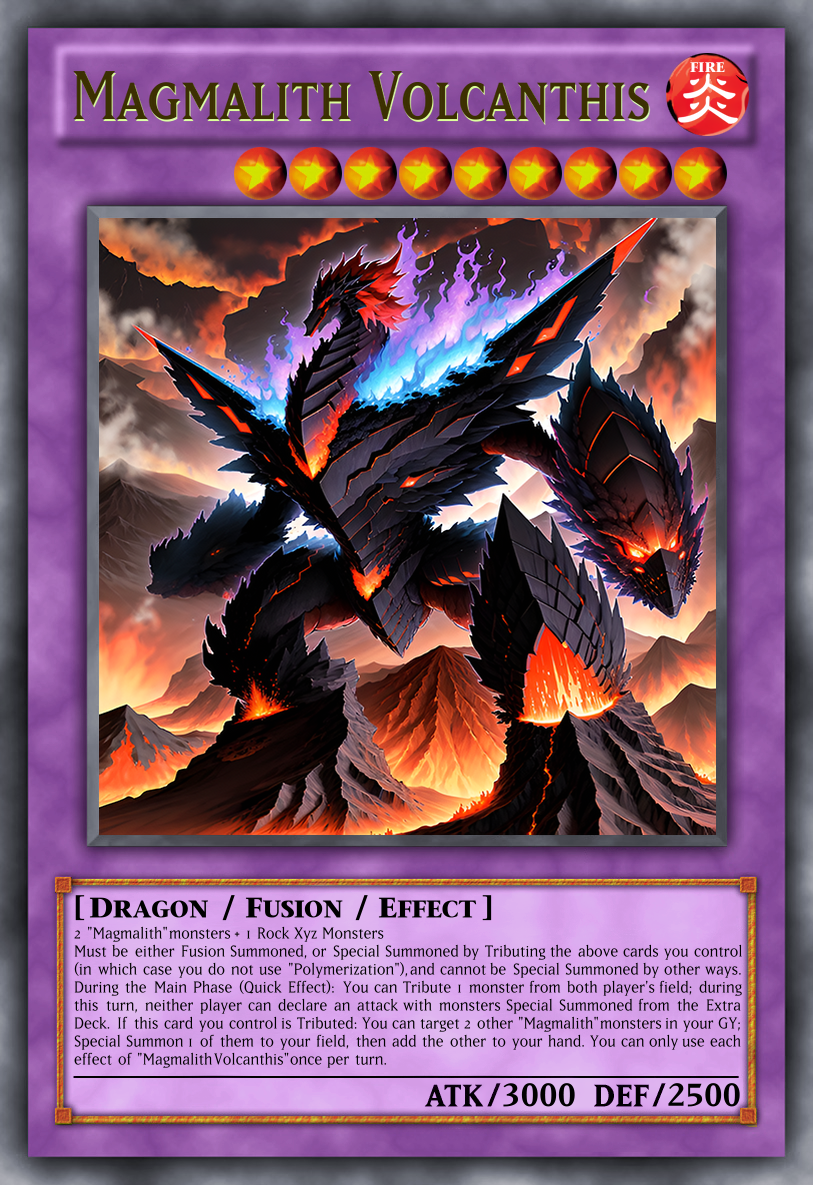 Magmalith Volcanthis
FIRE
炎
[ Dragon / Fusion / Effect ]
2 "Magmalith" monsters + 1 Rock Xyz Monsters
Must be either Fusion Summoned, or Special Summoned by Tributing the above cards you control
(in which case you do not use "Polymerization"), and cannot be Special Summoned by other ways.
During the Main Phase (Quick Effect): You can Tribute 1 monster from both player's field; during
this turn, neither player can declare an attack with monsters Special Summoned from the Extra
Deck. If this card you control is Tributed: You can target 2 other "Magmalith" monsters in your GY;
Special Summon 1 of them to your field, then add the other to your hand. You can only use each
effect of "Magmalith Volcanthis" once per turn.
ATK/3000 DEF/2500